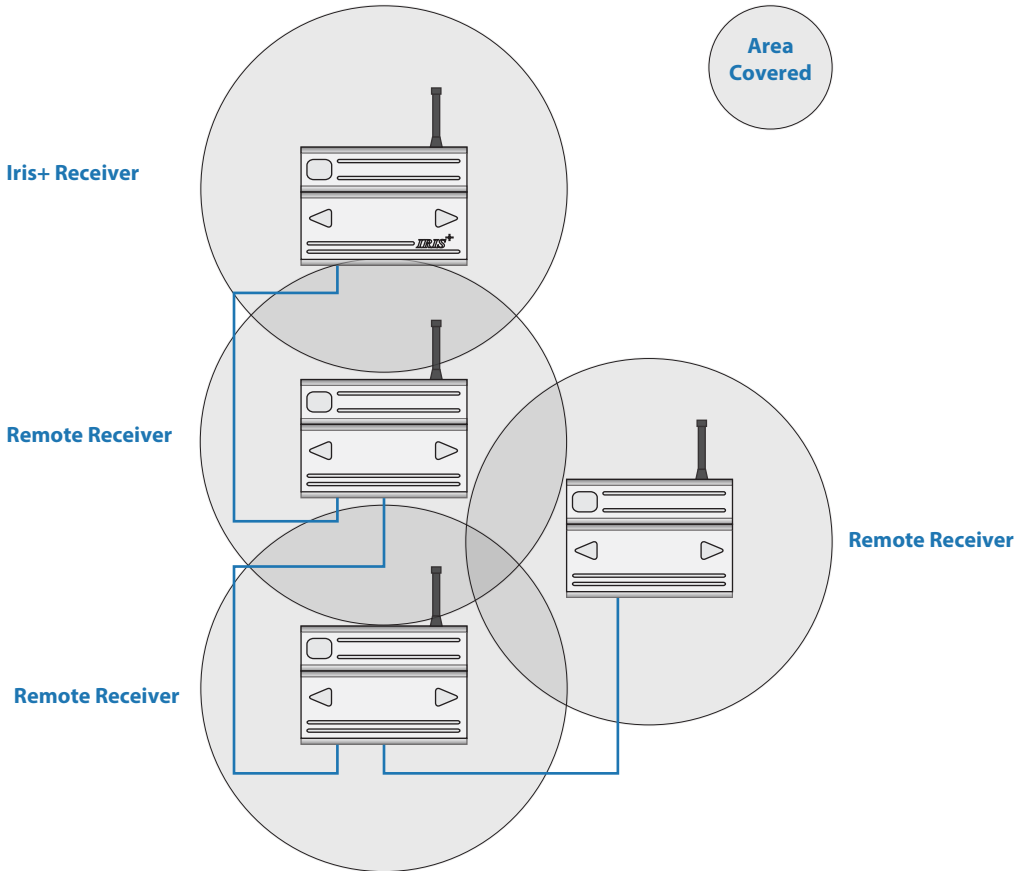 Area
Covered
Iris+ Receiver
IRIS+
Remote Receiver
Remote Receiver
Remote Receiver